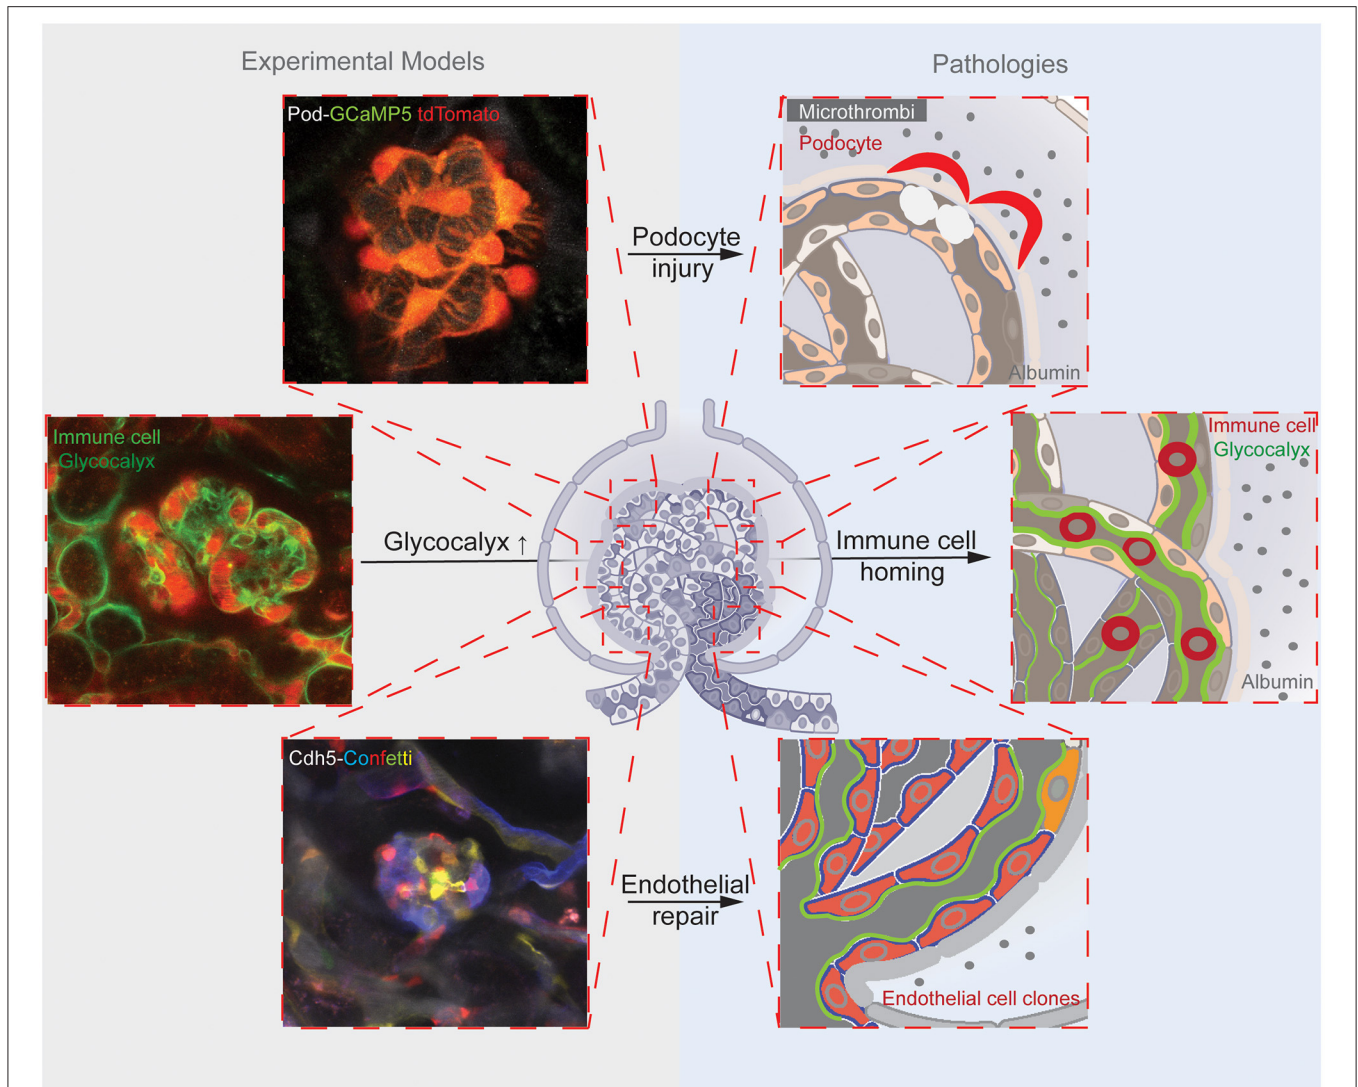 Experimental Models
Pathologies
Pod-GCaMP5 tdTomato
Microthrombi
Podocyte
Podocyte
injury
Albumin
Immune cell
Glycocalyx
Glycocalyx ↑
Immune cell
homing
Immune cell
Glycocalyx
Albumin
Cdh5-Confetti
Endothelial
repair
Endothelial cell clones